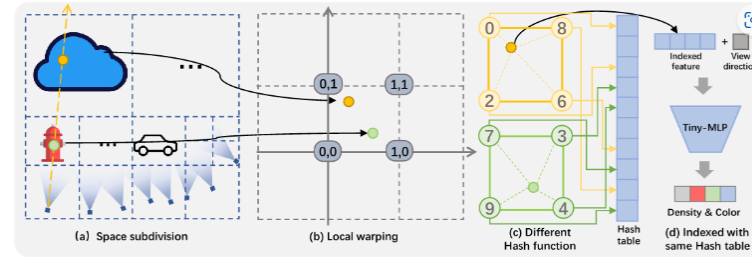 ...
...
(a) Space subdivision
0,1
1,1
0,0
1,0
(b) Local warping
0
8
2
6
7
3
9
4
(c) Different
Hash function
Hash
table
Indexed
feature
+
View
direction
Tiny-MLP
Density & Color
(d) Indexed with
same Hash table